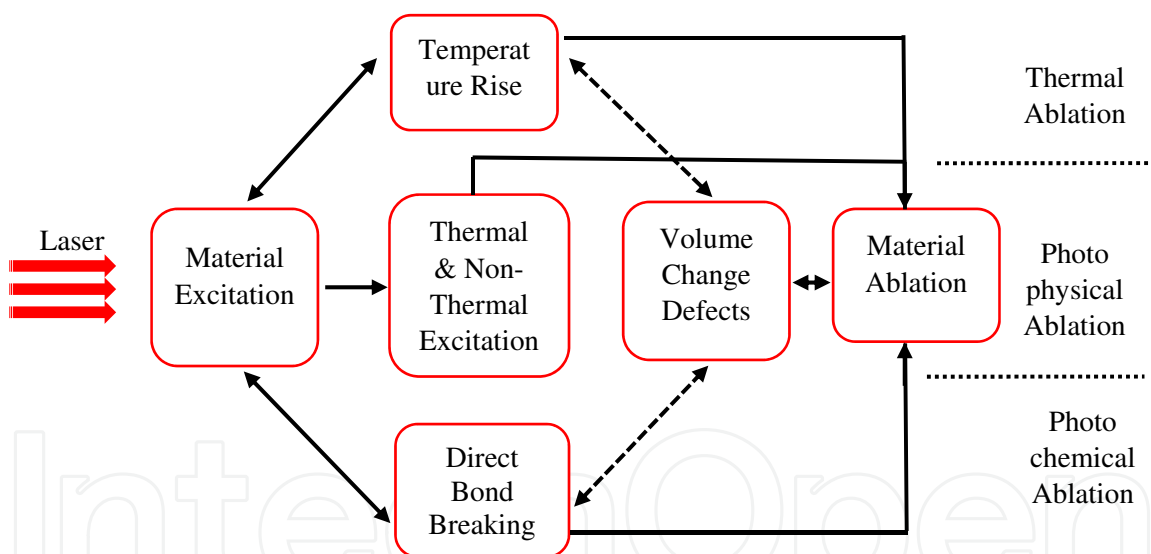 Temperat
ure Rise
Thermal
Ablation
Laser
Material
Excitation
Thermal
& Non-
Thermal
Excitation
Volume
Change
Defects
Material
Ablation
Photo
physical
Ablation
Direct
Bond
Breaking
Photo
chemical
Ablation
IntechOpen